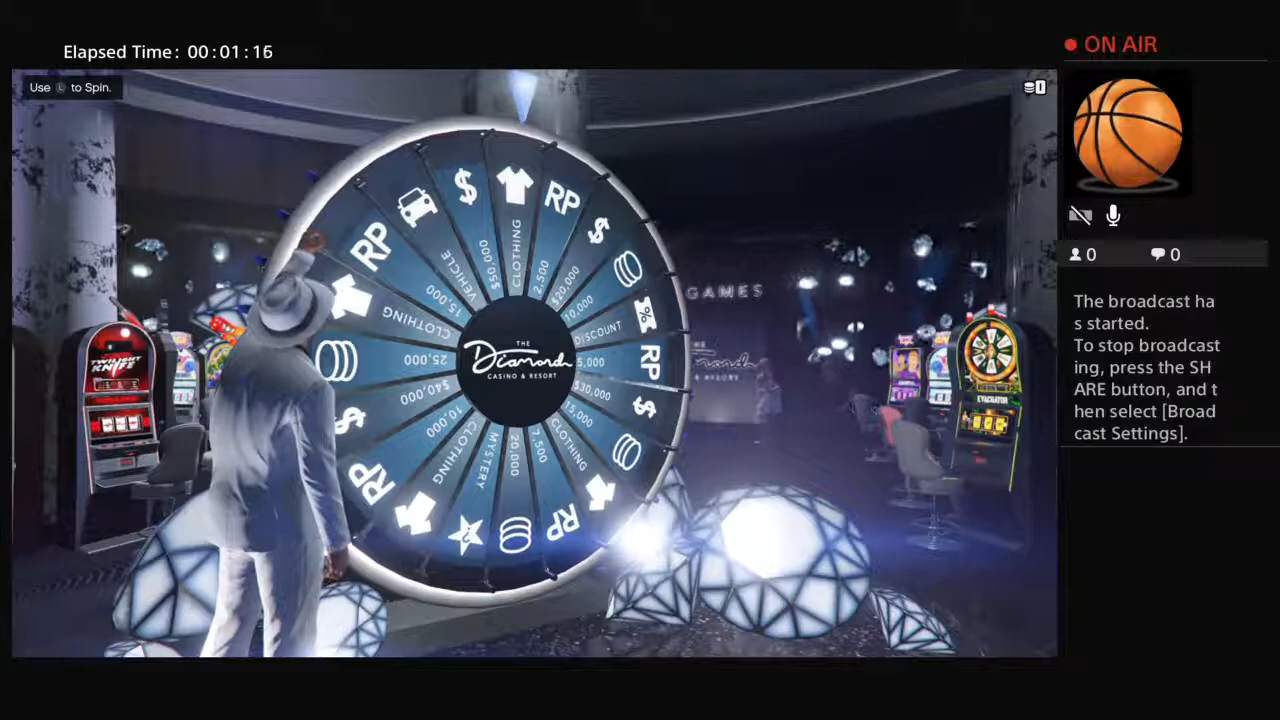 Elapsed Time: 00:01:16
ON AIR
Use L to Spin.
0
0
The broadcast ha
s started.
To stop broadcast
ing, press the SH
ARE button, and t
hen select [Broad
cast Settings].
$50,000
CLOTHING
2,500
RP
$20,000
$
10,000
DISCOUNT
5,000
RP
$30,000
$
15,000
CLOTHING
7,500
RP
20,000
MYSTERY
?
CLOTHING
10,000
RP
$40,000
$
25,000
CLOTHING
15,000
RP
VEHICLE
$
THE
Diamond
CASINO & RESORT
GAMES
TWILIGHT
KNIFE
EVACUATOR